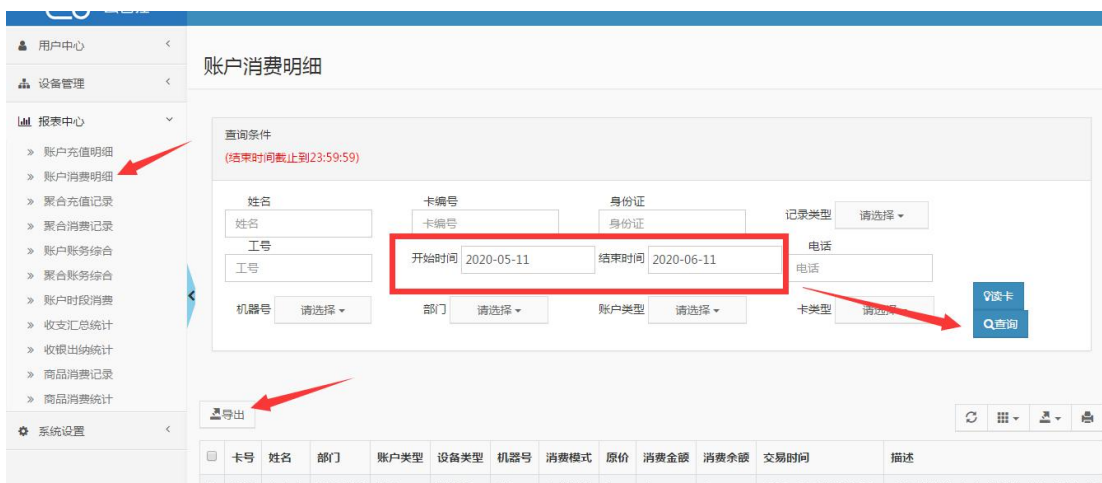 用户中心
设备管理
报表中心
账户充值明细
账户消费明细
聚合充值记录
聚合消费记录
账户账务综合
聚合账务综合
账户时段消费
收支汇总统计
收银出纳统计
商品消费记录
商品消费统计
系统设置
账户消费明细
查询条件
(结束时间截止到23:59:59)
姓名 卡编号 身份证
姓名 卡编号 身份证 记录类型 请选择
工号 开始时间 2020-05-11 结束时间 2020-06-11 电话
工号 电话
机器号 请选择 部门 请选择 账户类型 请选择 卡类型 请选择 读卡
查询
导出
卡号 姓名 部门 账户类型 设备类型 机器号 消费模式 原价 消费金额 消费余额 交易时间 描述